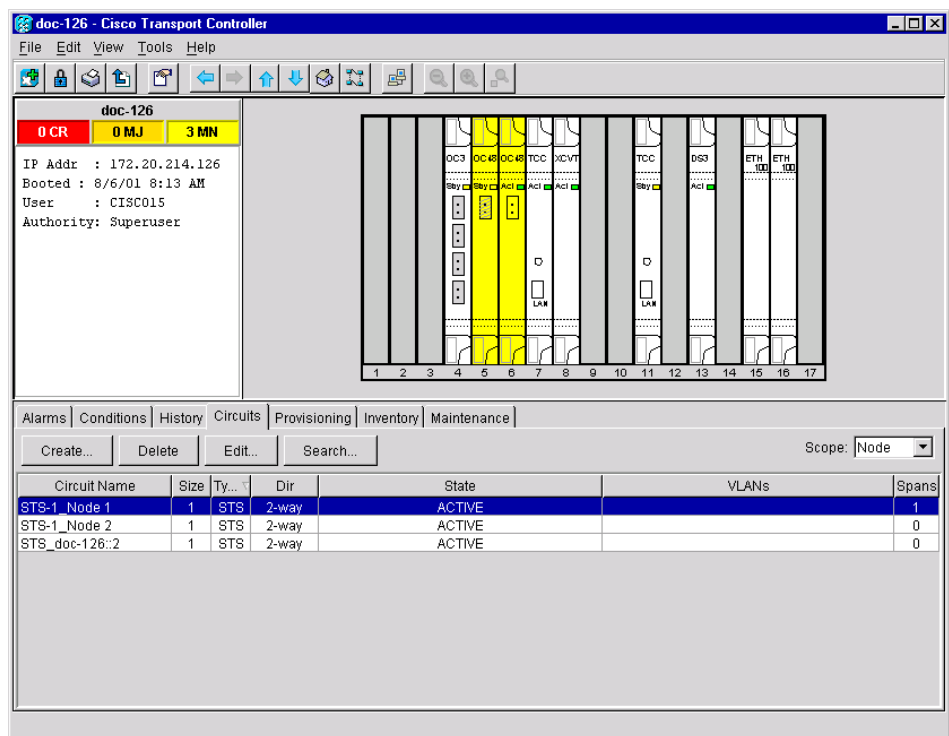 doc-126 - Cisco Transport Controller
File Edit View Tools Help
doc-126
0 CR 0 MJ 3 MN
IP Addr : 172.20.214.126
Booted : 8/6/01 8:13 AM
User : CISCO15
Authority: Superuser
OC3 OC48 OC48 TCC XCVT TCC DS3 ETH 100 ETH 100
Sby Sby Act Act Act Sby Act
LAN LAN
1 2 3 4 5 6 7 8 9 10 11 12 13 14 15 16 17
Alarms Conditions History Circuits Provisioning Inventory Maintenance
Create... Delete Edit... Search... Scope: Node
Circuit Name Size Ty... Dir State VLANs Spans
STS-1_Node 1 1 STS 2-way ACTIVE 1
STS-1_Node 2 1 STS 2-way ACTIVE 0
STS_doc-126::2 1 STS 2-way ACTIVE 0